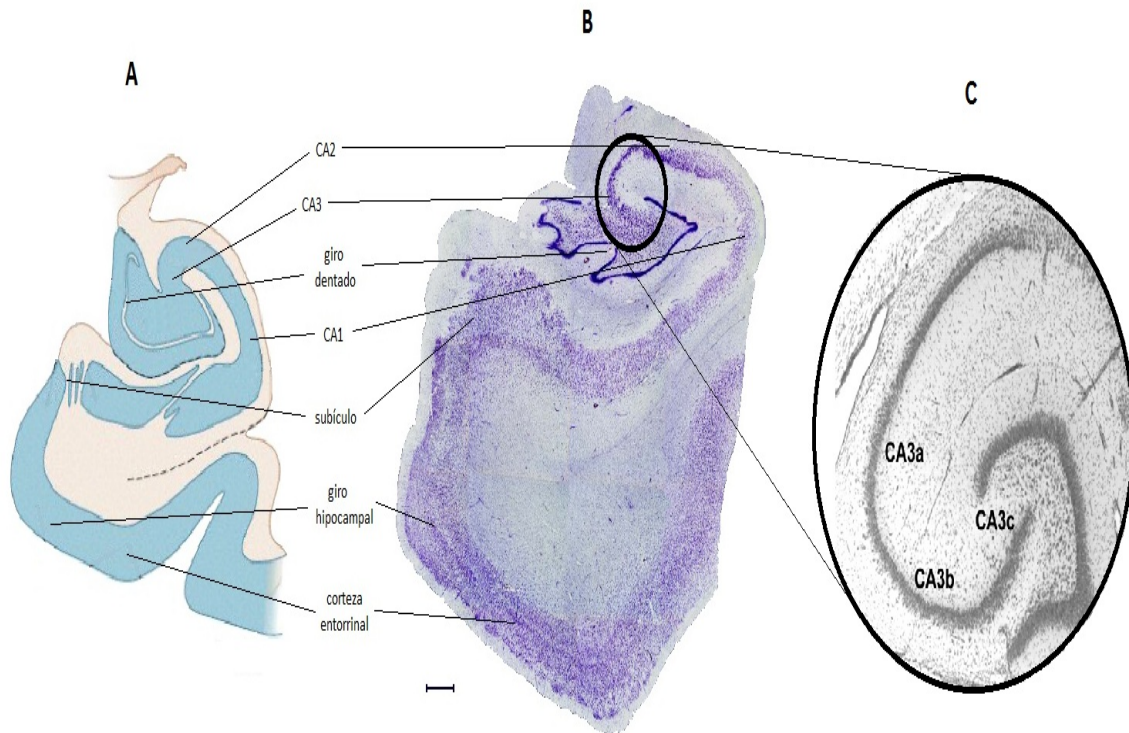 B
A
C
CA2
CA3
giro
dentado
CA1
subículo
giro
hipocampal
corteza
entorrinal
CA3a
CA3c
CA3b